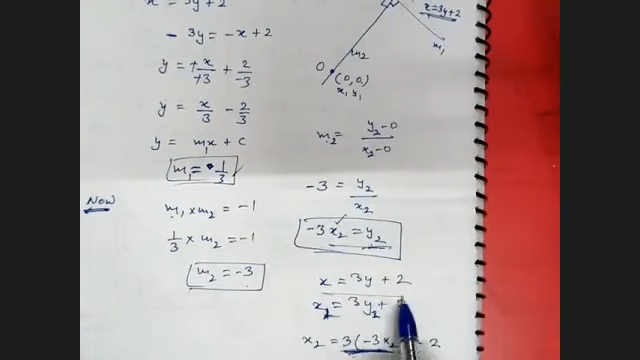 x = 3y + 2
- 3y = -x + 2
y = +x/+3 + 2/-3
y = x/3 - 2/3
y = m₁x + c
m₁ = 1/3
Now
m₁ × m₂ = -1
1/3 × m₂ = -1
m₂ = -3
x = 3y + 2
m₁
m₂
O
(0, 0)
x₁ y₁
m₂ = y₂-0/x₂-0
-3 = y₂/x₂
-3x₂ = y₂
x = 3y + 2
x₂ = 3y₂ +
x₂ = 3(-3x₂ 2